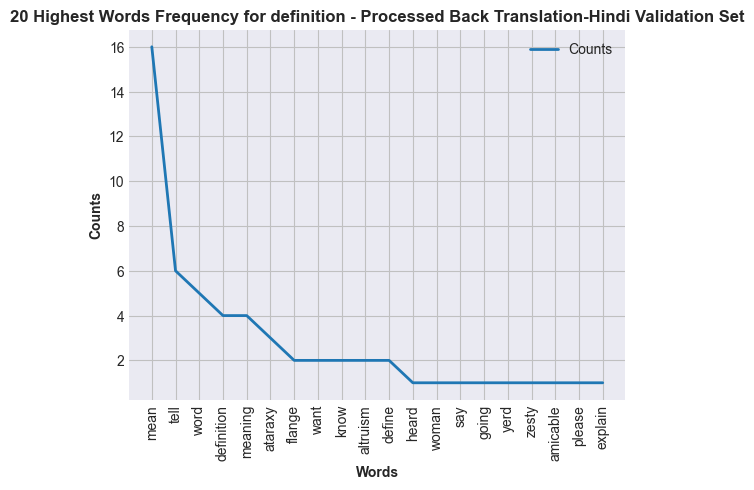 20 Highest Words Frequency for definition - Processed Back Translation-Hindi Validation Set
Counts
16
14
12
10
8
6
4
2
Counts
mean
tell
word
definition
meaning
ataraxy
flange
want
know
altruism
define
heard
woman
say
going
yerd
zesty
amicable
please
explain
Words